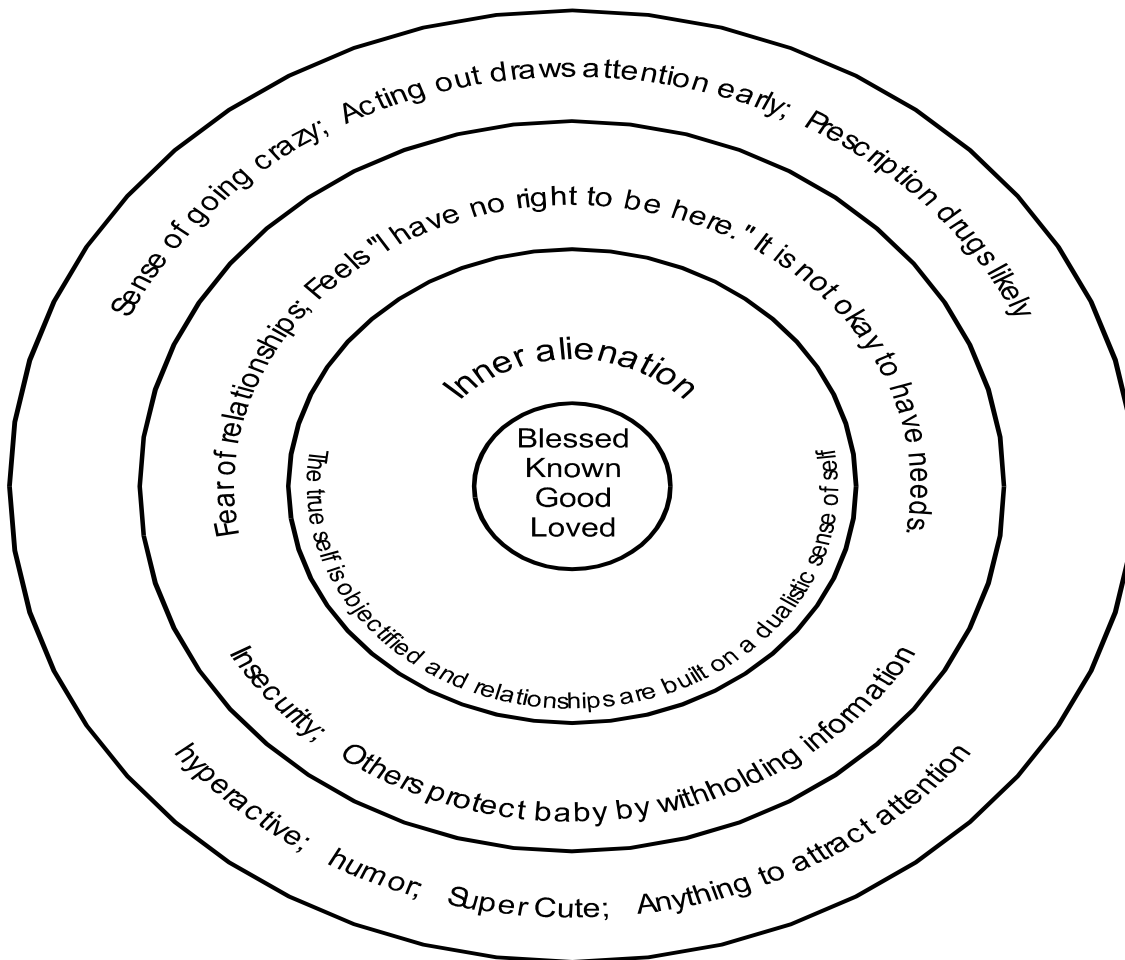 Sense of going crazy; Acting out draws attention early; Prescription drugs likely
Fear of relationships; Feels "I have no right to be here." It is not okay to have needs.
Inner alienation
Blessed
Known
Good
Loved
The true self is objectified and relationships are built on a dualistic sense of self
Insecurity; Others protect baby by withholding information
hyperactive; humor; Super Cute; Anything to attract attention